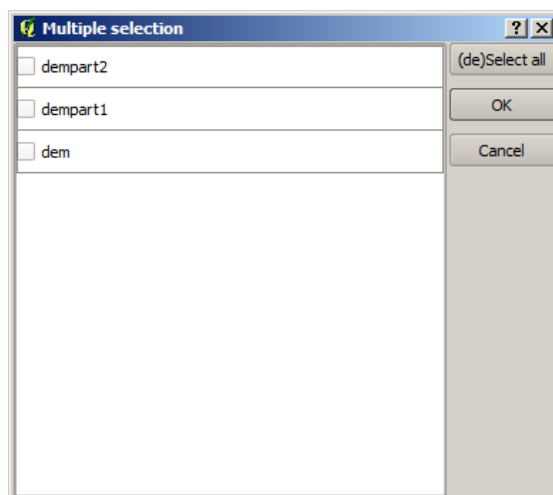 Multiple selection
dempart2
dempart1
dem
(de)Select all
OK
Cancel